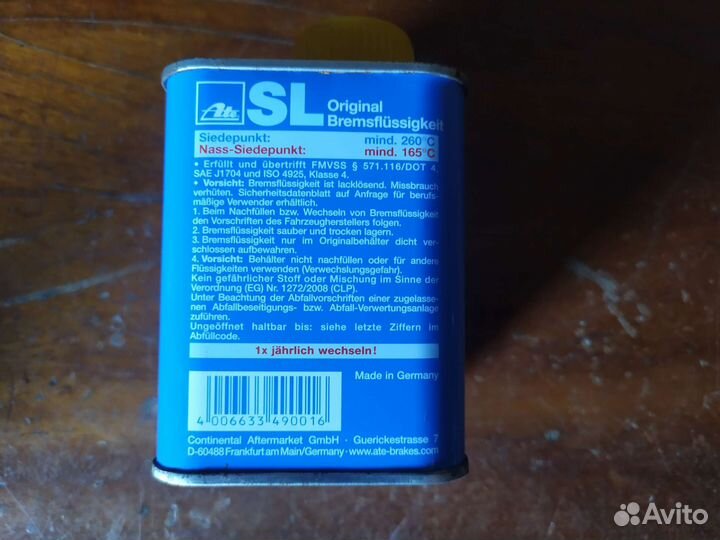 Ate
SL Original
Bremsflüssigkeit
Siedepunkt: mind. 260°C
Nass-Siedepunkt: mind. 165°C
• Erfüllt und übertrifft FMVSS § 571.116/DOT 4,
SAE J1704 und ISO 4925, Klasse 4.
• Vorsicht: Bremsflüssigkeit ist lacklösend. Missbrauch
verhüten. Sicherheitsdatenblatt auf Anfrage für berufs-
mäßige Verwender erhältlich.
1. Beim Nachfüllen bzw. Wechseln von Bremsflüssigkeit
den Vorschriften des Fahrzeugherstellers folgen.
2. Bremsflüssigkeit sauber und trocken lagern.
3. Bremsflüssigkeit nur im Originalbehälter dicht ver-
schlossen aufbewahren.
4. Vorsicht: Behälter nicht nachfüllen oder für andere
Flüssigkeiten verwenden (Verwechslungsgefahr).
Kein gefährlicher Stoff oder Mischung im Sinne der
Verordnung (EG) Nr. 1272/2008 (CLP).
Unter Beachtung der Abfallvorschriften einer zugelasse-
nen Abfallbeseitigungs- bzw. Abfall-Verwertungsanlage
zuführen.
Ungeöffnet haltbar bis: siehe letzte Ziffern im
Abfüllcode.
1x jährlich wechseln!
Made in Germany
4 006633 490016
Continental Aftermarket GmbH · Guerickestrasse 7
D-60488 Frankfurt am Main/Germany · www.ate-brakes.com
Avito